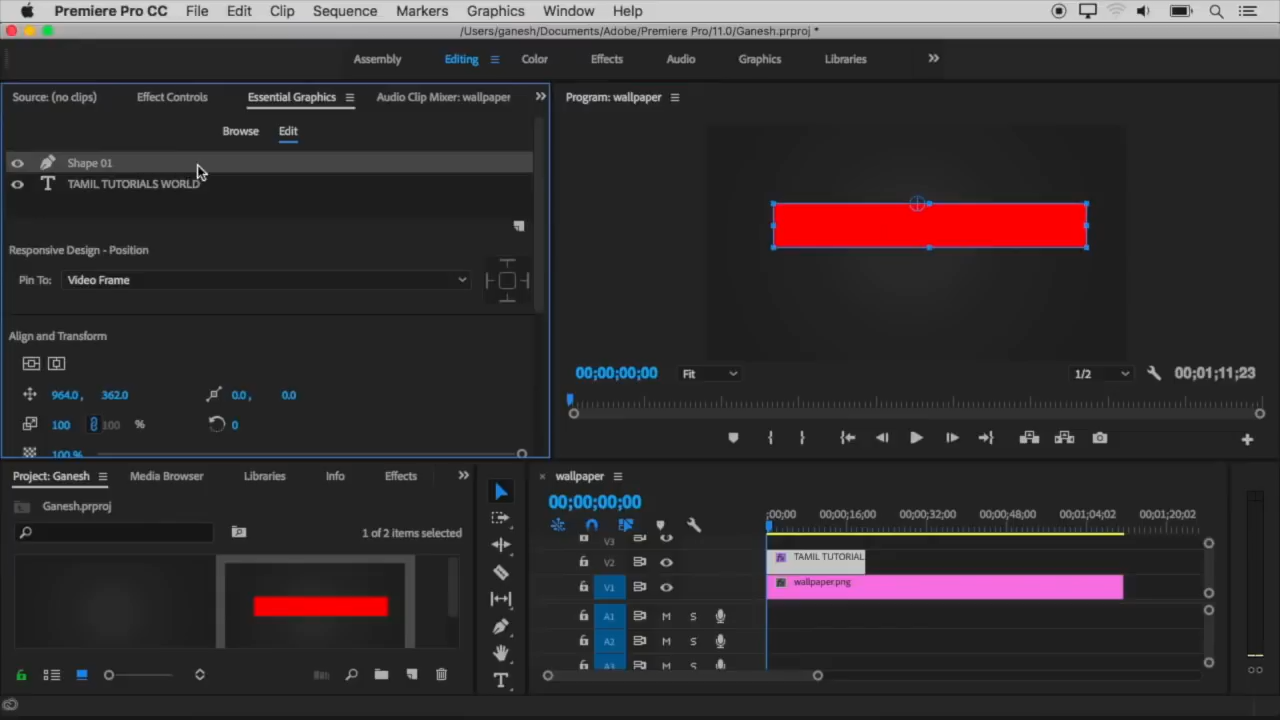 Premiere Pro CC File Edit Clip Sequence Markers Graphics Window Help
/Users/ganesh/Documents/Adobe/Premiere Pro/11.0/Ganesh.prproj *
Assembly Editing Color Effects Audio Graphics Libraries
Source: (no clips) Effect Controls Essential Graphics Audio Clip Mixer: wallpaper
Program: wallpaper
Browse Edit
Shape 01
TAMIL TUTORIALS WORLD
Responsive Design - Position
Pin To: Video Frame
Align and Transform
964.0 , 362.0 0.0 , 0.0
100 100 % 0
100 %
00;00;00;00 Fit 1/2 00;01;11;23
Project: Ganesh Media Browser Libraries Info Effects
Ganesh.prproj
1 of 2 items selected
wallpaper
00;00;00;00
;00;00 00;00;16;00 00;00;32;00 00;00;48;00 00;01;04;02 00;01;20;02
V3
V2 TAMIL TUTORIAL
V1 wallpaper.png
A1 M S
A2 M S
A3 M S